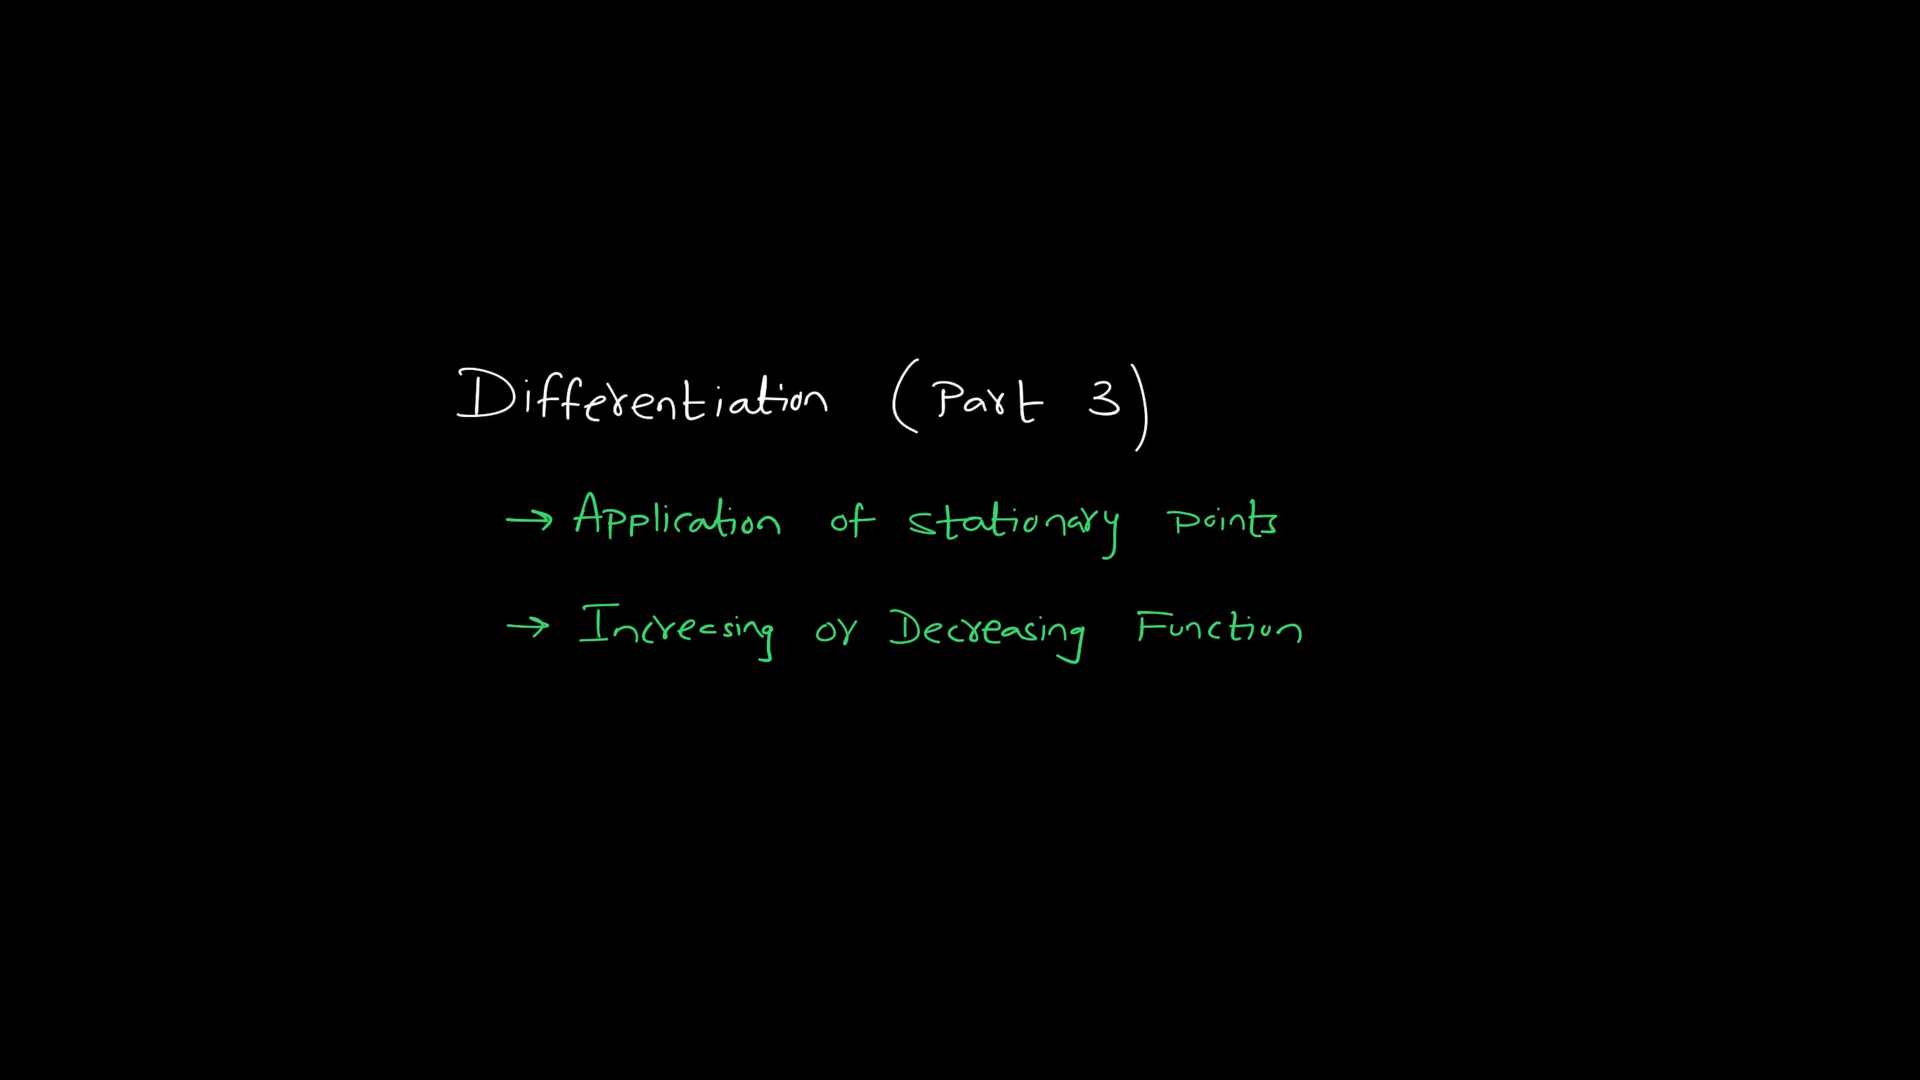 Differentiation (Part 3)
→ Application of stationary points
→ Increasing or Decreasing Function